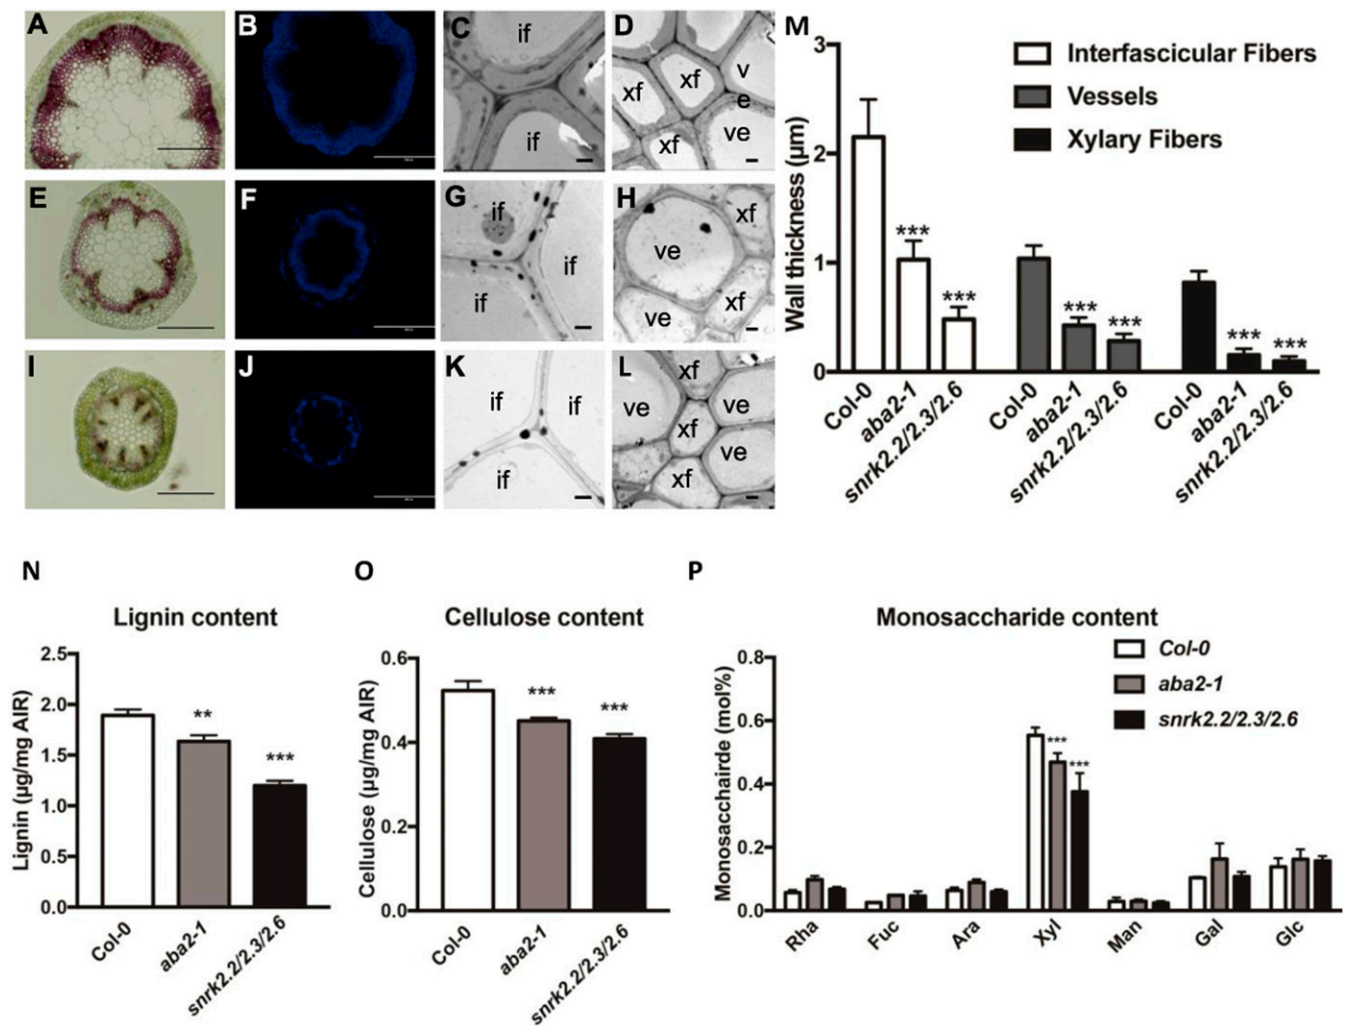 A
B
C
if
if
D
xf
xf
v
e
ve
xf
E
F
G
if
if
if
H
xf
ve
xf
ve
I
J
K
if
if
if
L
xf
ve
ve
xf
ve
xf
M
Interfascicular Fibers
Vessels
Xylary Fibers
Wall thickness (μm)
3
2
1
0
***
***
***
***
***
***
Col-0
aba2-1
snrk2.2/2.3/2.6
Col-0
aba2-1
snrk2.2/2.3/2.6
Col-0
aba2-1
snrk2.2/2.3/2.6
N
Lignin content
Lignin (μg/mg AIR)
2.5
2.0
1.5
1.0
0.5
0.0
**
***
Col-0
aba2-1
snrk2.2/2.3/2.6
O
Cellulose content
Cellulose (μg/mg AIR)
0.6
0.4
0.2
0.0
***
***
Col-0
aba2-1
snrk2.2/2.3/2.6
P
Monosaccharide content
Col-0
aba2-1
snrk2.2/2.3/2.6
Monosacchairde (mol%)
0.8
0.6
0.4
0.2
0.0
***
***
Rha
Fuc
Ara
Xyl
Man
Gal
Glc